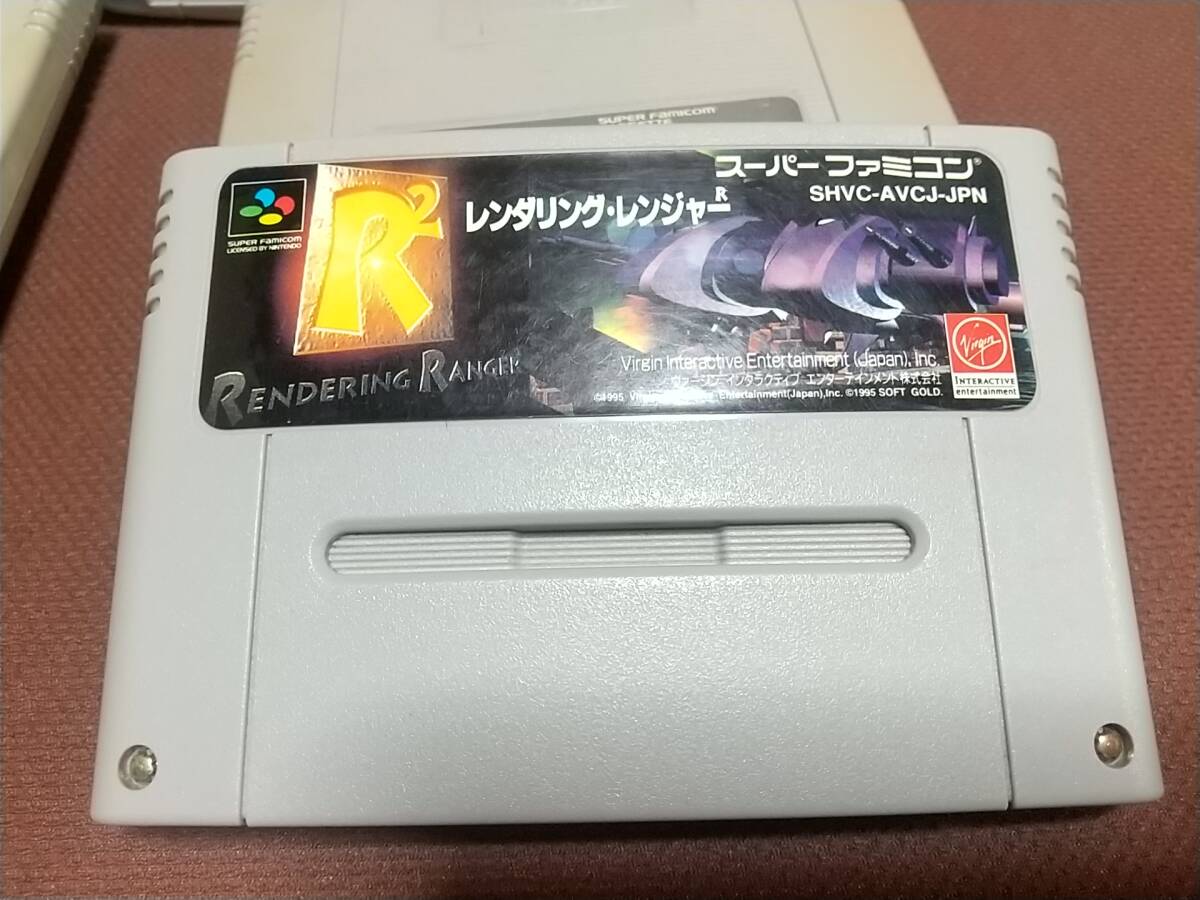 SUPER FAMICOM
スーパーファミコン®
SHVC-AVCJ-JPN
R²
レンダリング・レンジャーR
SUPER FAMICOM
LICENSED BY NINTENDO
RENDERING RANGER
Virgin Interactive Entertainment (Japan), Inc.
ヴァージン インタラクティブ エンターテインメント株式会社
Entertainment(Japan),Inc. ©1995 SOFT GOLD.
Virgin
INTERACTIVE
entertainment